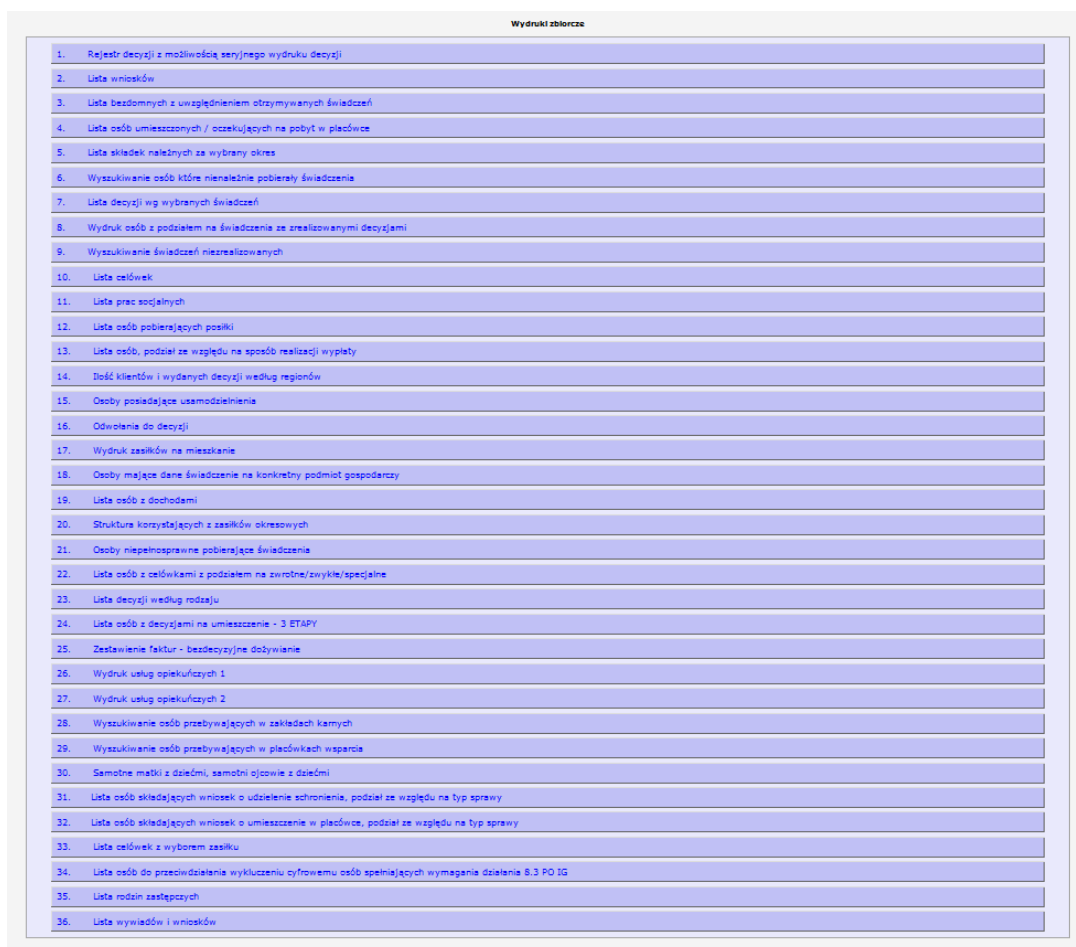 Wydruki zbiorcze
1. Rejestr decyzji z możliwością seryjnego wydruku decyzji
2. Lista wniosków
3. Lista bezdomnych z uwzględnieniem otrzymywanych świadczeń
4. Lista osób umieszczonych / oczekujących na pobyt w placówce
5. Lista składek należnych za wybrany okres
6. Wyszukiwanie osób które nienależnie pobierały świadczenia
7. Lista decyzji wg wybranych świadczeń
8. Wydruk osób z podziałem na świadczenia ze zrealizowanymi decyzjami
9. Wyszukiwanie świadczeń niezrealizowanych
10. Lista celówek
11. Lista prac socjalnych
12. Lista osób pobierających posiłki
13. Lista osób, podział ze względu na sposób realizacji wypłaty
14. Ilość klientów i wydanych decyzji według regionów
15. Osoby posiadające usamodzielnienia
16. Odwołania do decyzji
17. Wydruk zasiłków na mieszkanie
18. Osoby mające dane świadczenie na konkretny podmiot gospodarczy
19. Lista osób z dochodami
20. Struktura korzystających z zasiłków okresowych
21. Osoby niepełnosprawne pobierające świadczenia
22. Lista osób z celówkami z podziałem na zwrotne/zwykłe/specjalne
23. Lista decyzji według rodzaju
24. Lista osób z decyzjami na umieszczenie - 3 ETAPY
25. Zestawienie faktur - bezdecyzyjne dożywianie
26. Wydruk usług opiekuńczych 1
27. Wydruk usług opiekuńczych 2
28. Wyszukiwanie osób przebywających w zakładach karnych
29. Wyszukiwanie osób przebywających w placówkach wsparcia
30. Samotne matki z dziećmi, samotni ojcowie z dziećmi
31. Lista osób składających wniosek o udzielenie schronienia, podział ze względu na typ sprawy
32. Lista osób składających wniosek o umieszczenie w placówce, podział ze względu na typ sprawy
33. Lista celówek z wyborem zasiłku
34. Lista osób do przeciwdziałania wykluczeniu cyfrowemu osób spełniających wymagania działania 8.3 PO IG
35. Lista rodzin zastępczych
36. Lista wywiadów i wniosków